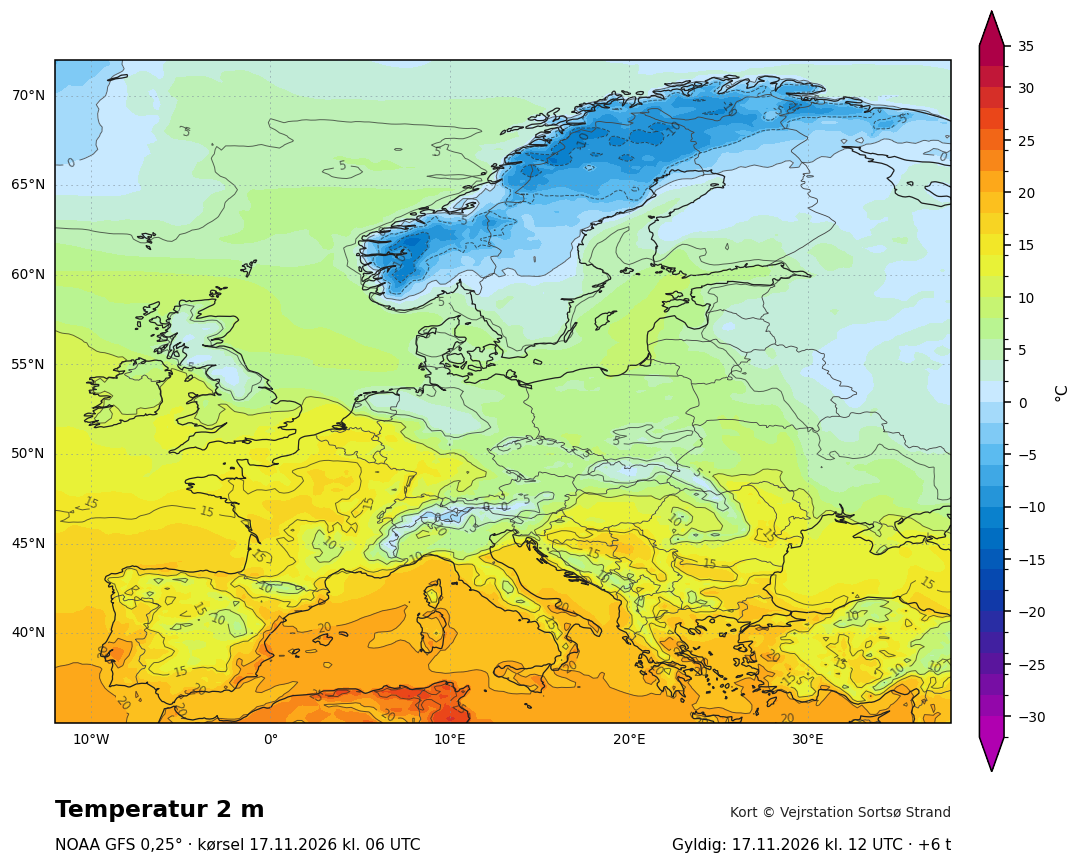 70°N
65°N
60°N
55°N
50°N
45°N
40°N
10°W 0° 10°E 20°E 30°E
35
30
25
20
15
10
5
0
−5
−10
−15
−20
−25
−30
°C
Temperatur 2 m
Kort © Vejrstation Sortsø Strand
NOAA GFS 0,25° · kørsel 17.11.2026 kl. 06 UTC
Gyldig: 17.11.2026 kl. 12 UTC · +6 t